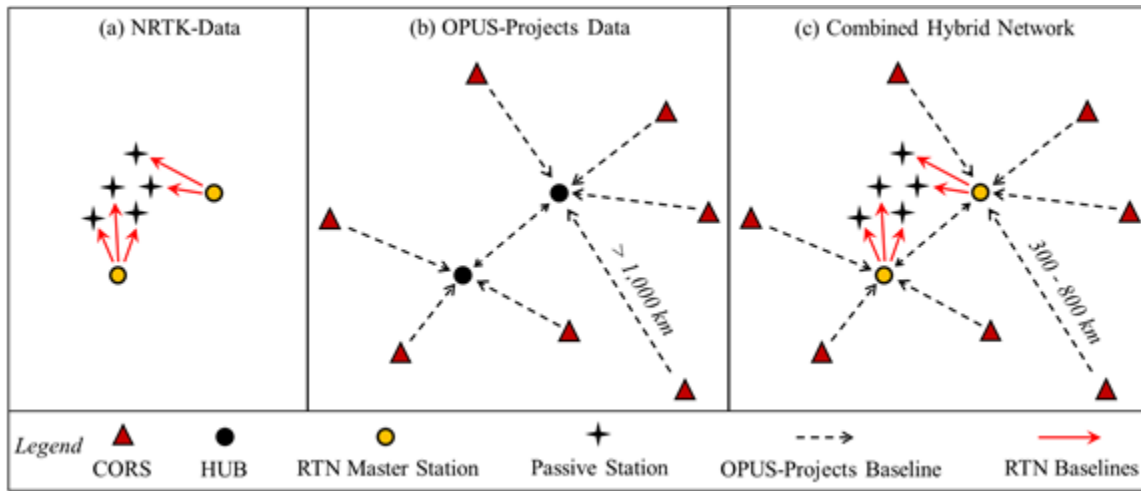 (a) NRTK-Data
(b) OPUS-Projects Data
(c) Combined Hybrid Network
> 1,000 km
300 - 800 km
Legend
CORS
HUB
RTN Master Station
Passive Station
OPUS-Projects Baseline
RTN Baselines